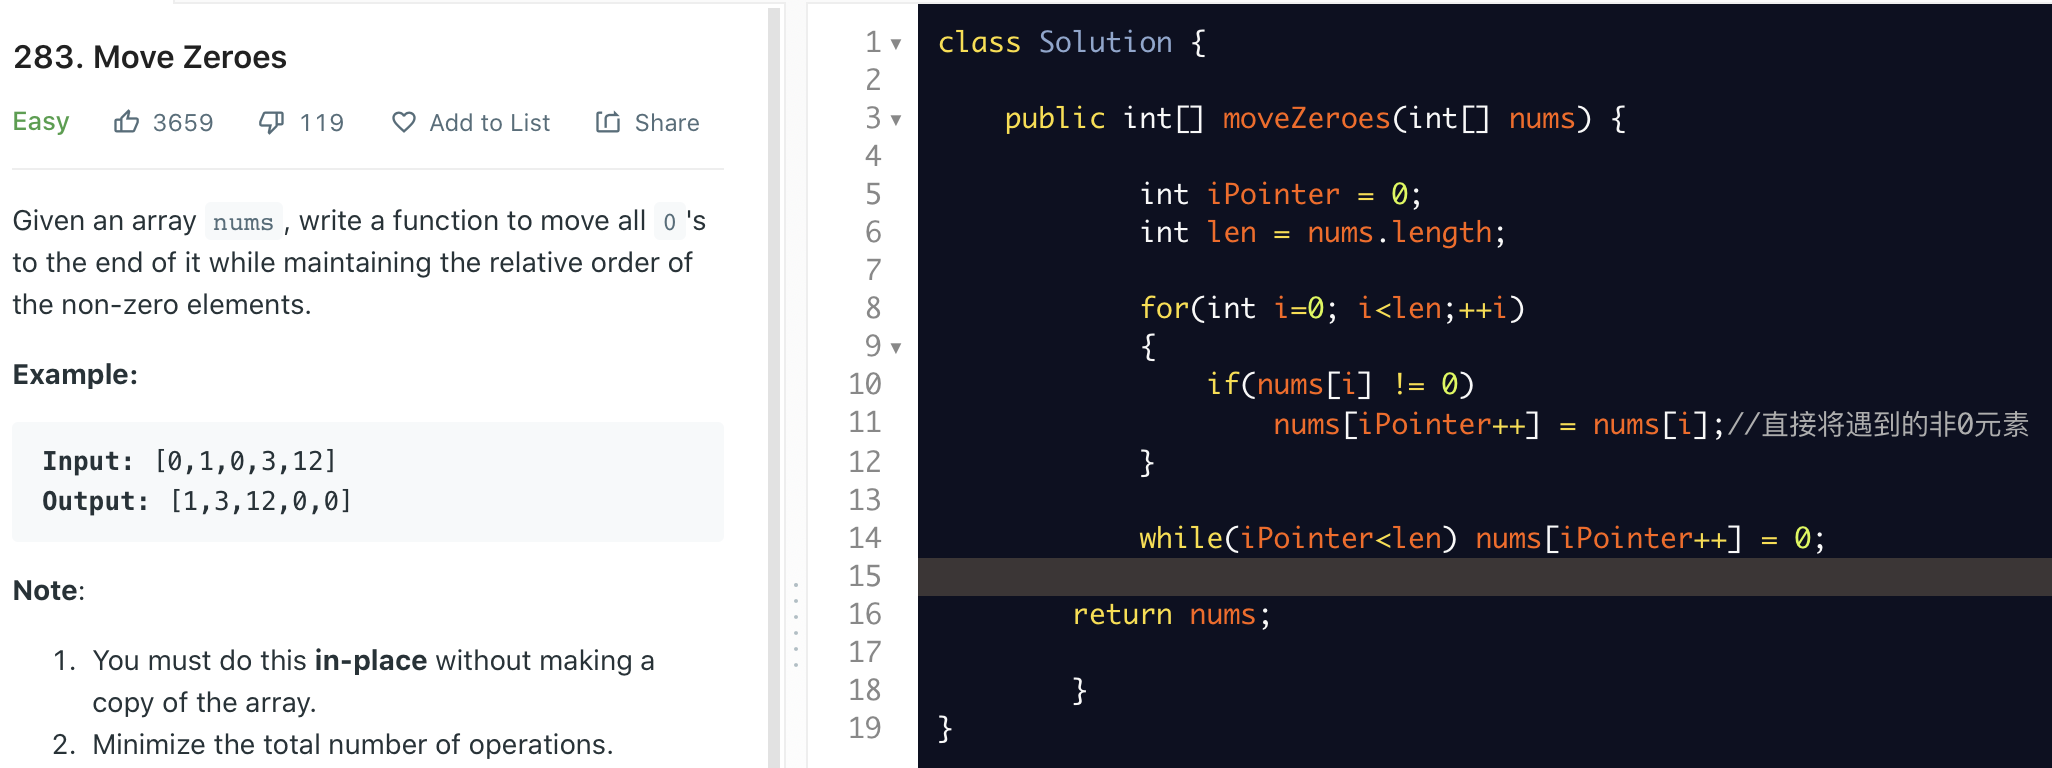 283. Move Zeroes
Easy 3659 119 Add to List Share
Given an array nums , write a function to move all 0 's
to the end of it while maintaining the relative order of
the non-zero elements.
Example:
Input: [0,1,0,3,12]
Output: [1,3,12,0,0]
Note:
1. You must do this in-place without making a
copy of the array.
2. Minimize the total number of operations.
1 class Solution {
2
3 public int[] moveZeroes(int[] nums) {
4
5 int iPointer = 0;
6 int len = nums.length;
7
8 for(int i=0; i<len;++i)
9 {
10 if(nums[i] != 0)
11 nums[iPointer++] = nums[i];//直接将遇到的非0元素
12 }
13
14 while(iPointer<len) nums[iPointer++] = 0;
15
16 return nums;
17
18 }
19 }